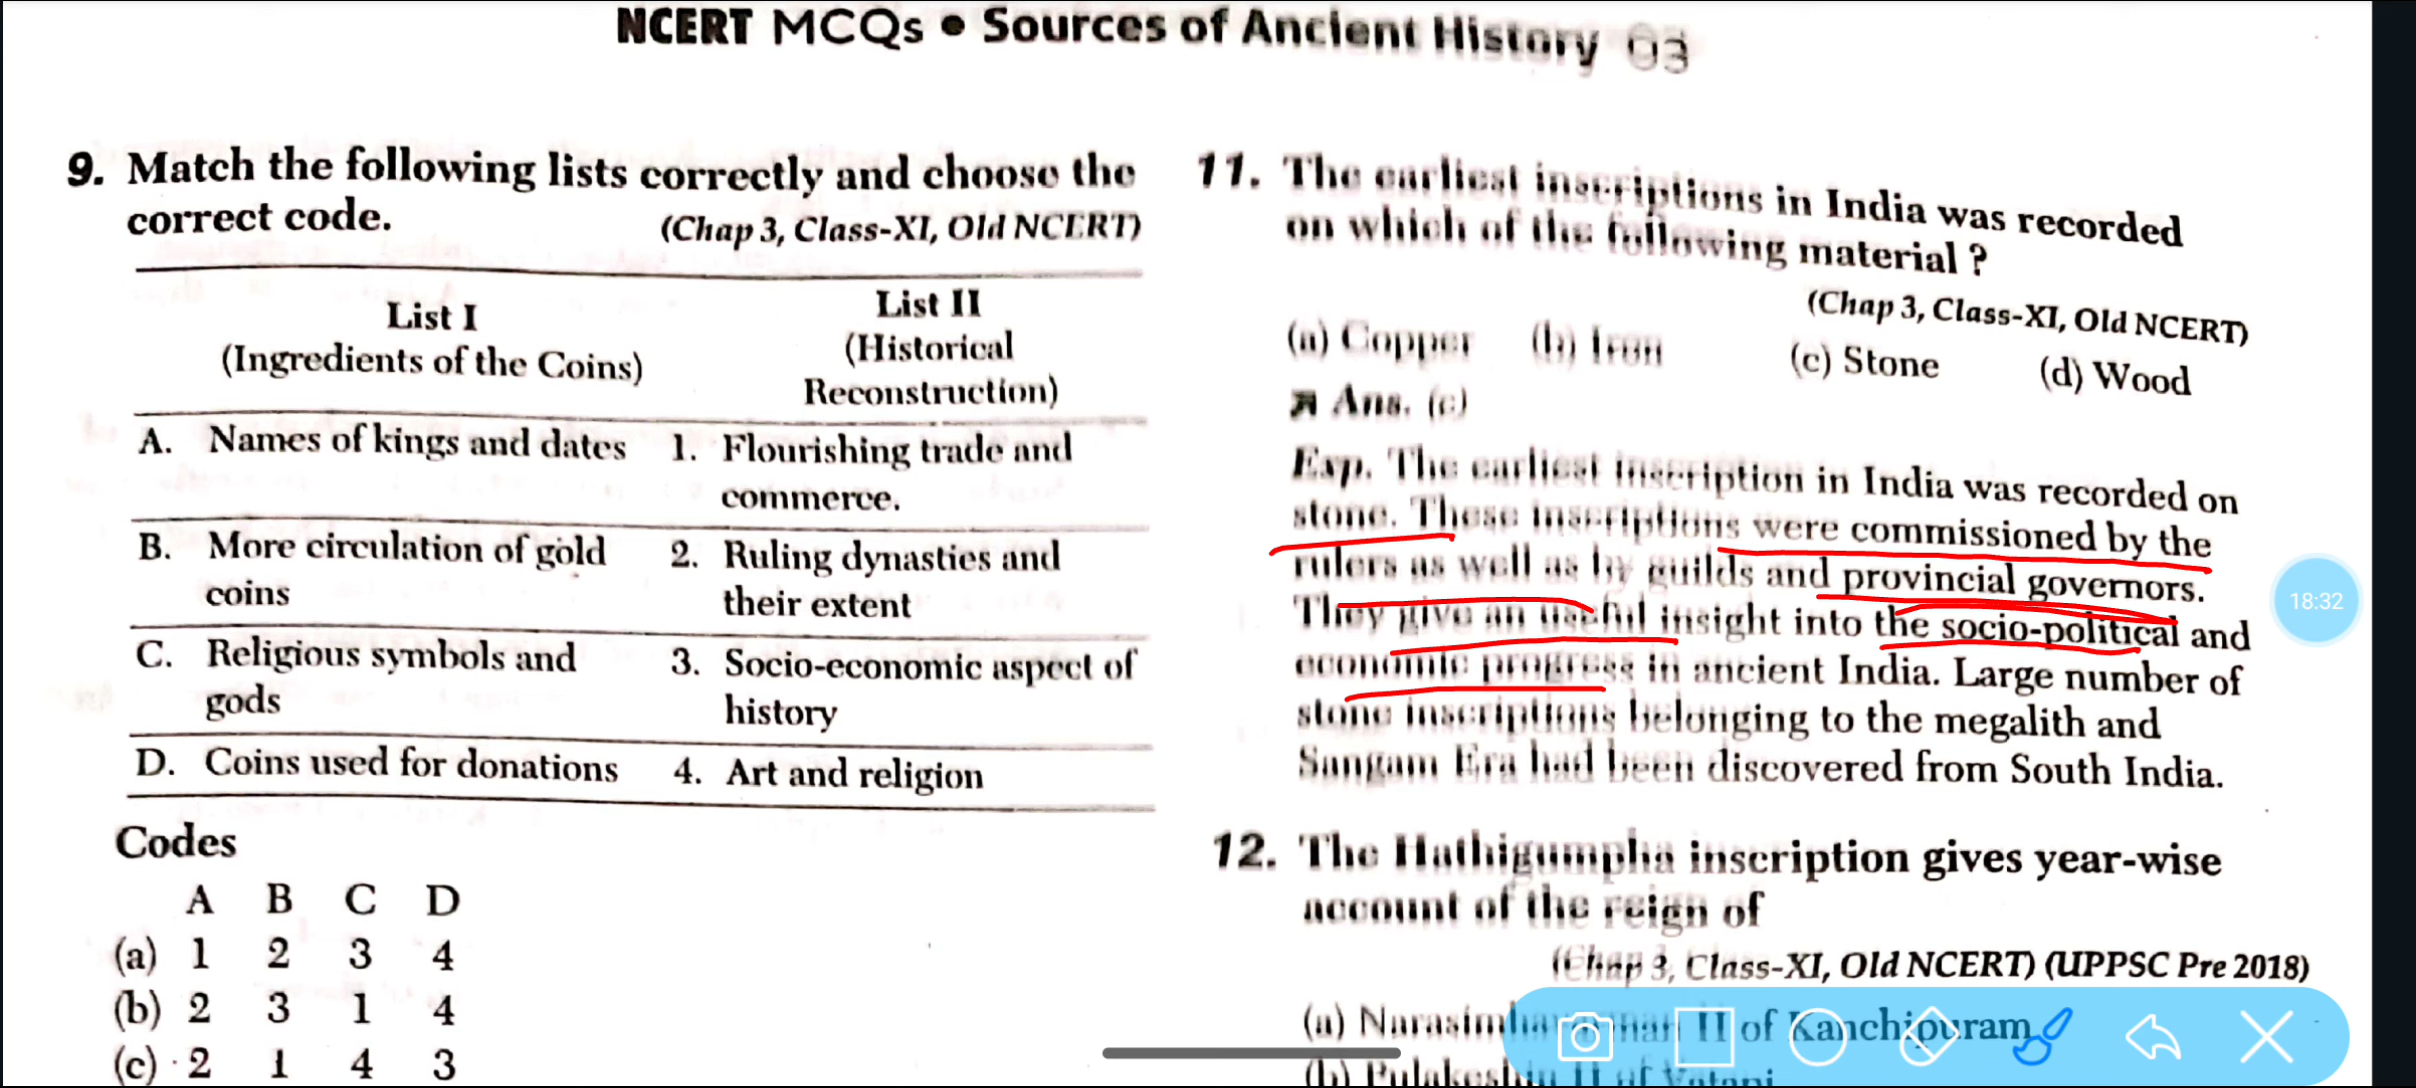 NCERT MCQs • Sources of Ancient History 03
9. Match the following lists correctly and choose the
correct code. (Chap 3, Class-XI, Old NCERT)
List I List II
(Ingredients of the Coins) (Historical
Reconstruction)
A. Names of kings and dates 1. Flourishing trade and
commerce.
B. More circulation of gold 2. Ruling dynasties and
coins their extent
C. Religious symbols and 3. Socio-economic aspect of
gods history
D. Coins used for donations 4. Art and religion
Codes
A B C D
(a) 1 2 3 4
(b) 2 3 1 4
(c) 2 1 4 3
11. The earliest inscriptions in India was recorded
on which of the following material ?
(Chap 3, Class-XI, Old NCERT)
(a) Copper (b) Iron (c) Stone (d) Wood
Ans. (c)
Exp. The earliest inscription in India was recorded on
stone. These inscriptions were commissioned by the
rulers as well as by guilds and provincial governors.
They give an useful insight into the socio-political and
economic progress in ancient India. Large number of
stone inscriptions belonging to the megalith and
Sangam Era had been discovered from South India.
12. The Hathigumpha inscription gives year-wise
account of the reign of
(Chap 3, Class-XI, Old NCERT) (UPPSC Pre 2018)
(a) Narasimhavarman II of Kanchipuram
(b) Pulakeshin II of
18:32